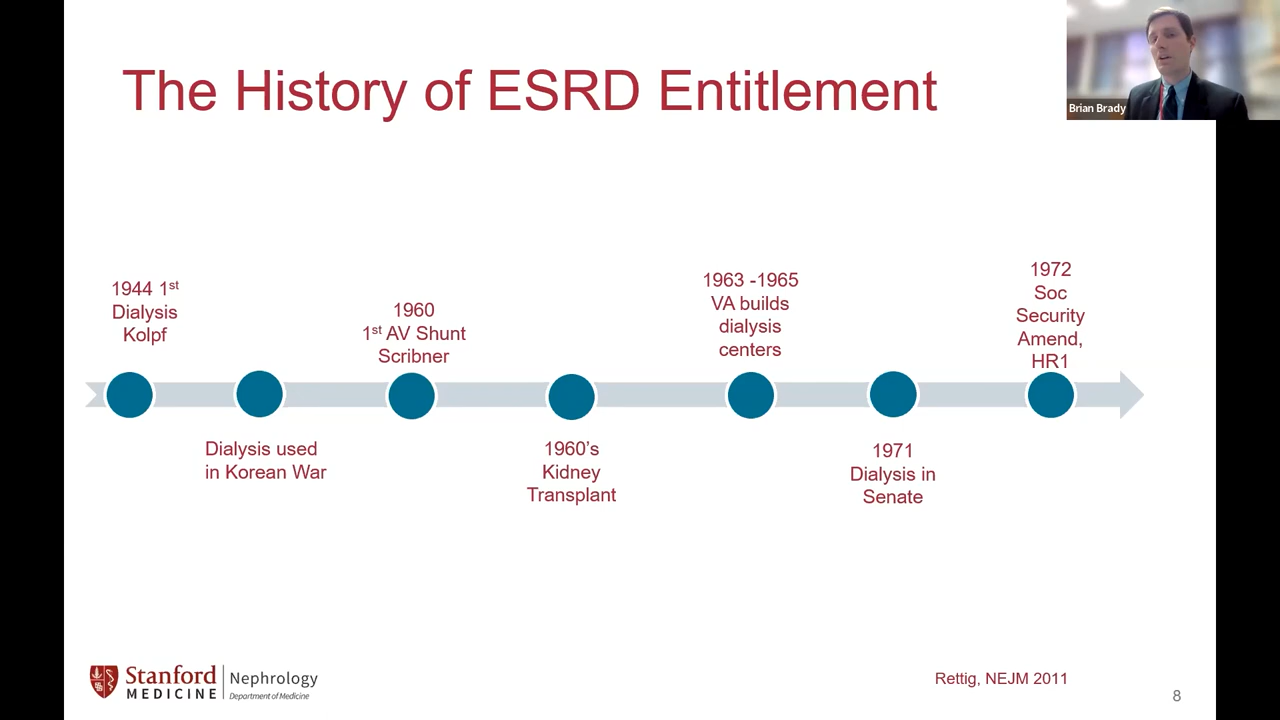 The History of ESRD Entitlement
Brian Brady
1944 1st
Dialysis
Kolpf
Dialysis used
in Korean War
1960
1st AV Shunt
Scribner
1960’s
Kidney
Transplant
1963 -1965
VA builds
dialysis
centers
1971
Dialysis in
Senate
1972
Soc
Security
Amend,
HR1
Stanford
MEDICINE
Nephrology
Department of Medicine
Rettig, NEJM 2011
8